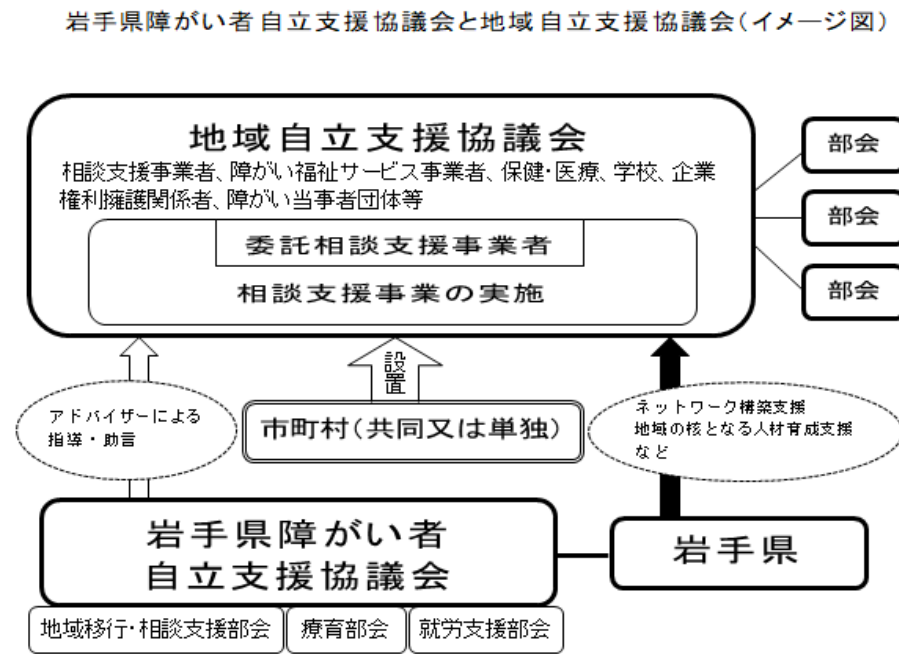 岩手県障がい者自立支援協議会と地域自立支援協議会(イメージ図)
地域自立支援協議会
相談支援事業者、障がい福祉サービス事業者、保健・医療、学校、企業
権利擁護関係者、障がい当事者団体等
委託相談支援事業者
相談支援事業の実施
部会
部会
部会
設置
アドバイザーによる
指導・助言
市町村(共同又は単独)
ネットワーク構築支援
地域の核となる人材育成支援
など
岩手県障がい者
自立支援協議会
岩手県
地域移行・相談支援部会
療育部会
就労支援部会